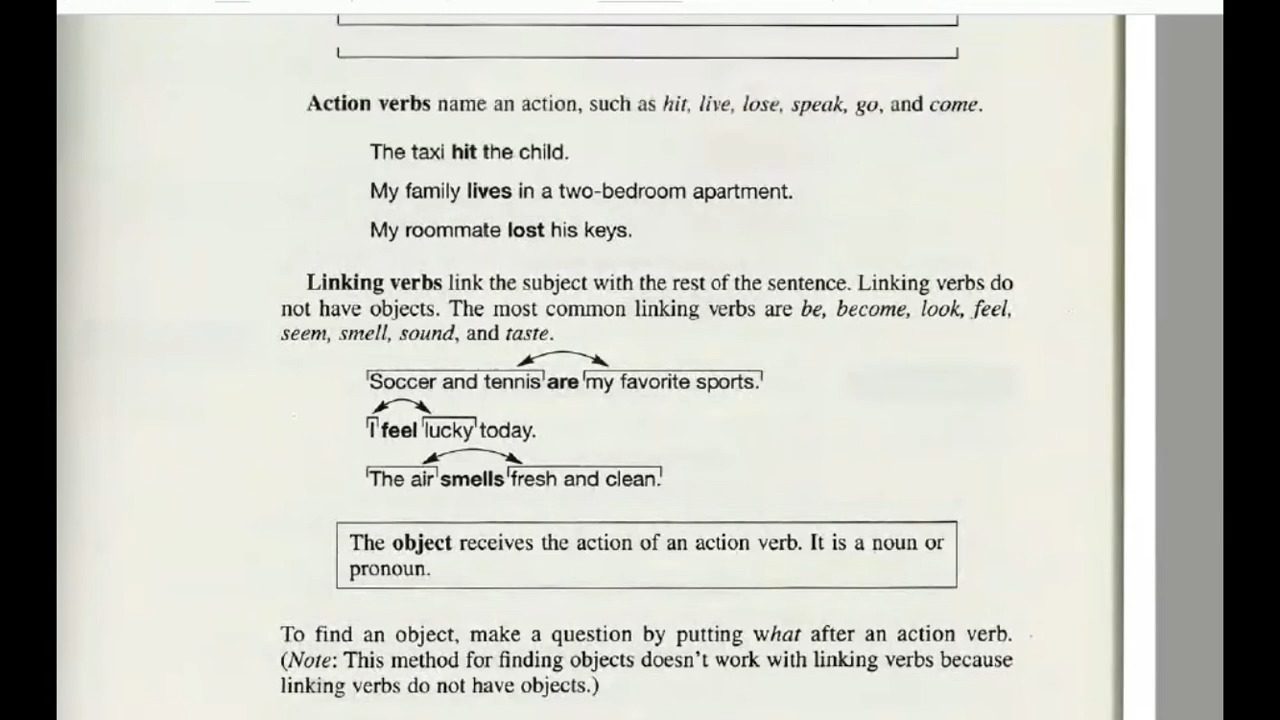 Action verbs name an action, such as hit, live, lose, speak, go, and come.
The taxi hit the child.
My family lives in a two-bedroom apartment.
My roommate lost his keys.
Linking verbs link the subject with the rest of the sentence. Linking verbs do
not have objects. The most common linking verbs are be, become, look, feel,
seem, smell, sound, and taste.
Soccer and tennis are my favorite sports.
I feel lucky today.
The air smells fresh and clean.
The object receives the action of an action verb. It is a noun or
pronoun.
To find an object, make a question by putting what after an action verb.
(Note: This method for finding objects doesn't work with linking verbs because
linking verbs do not have objects.)